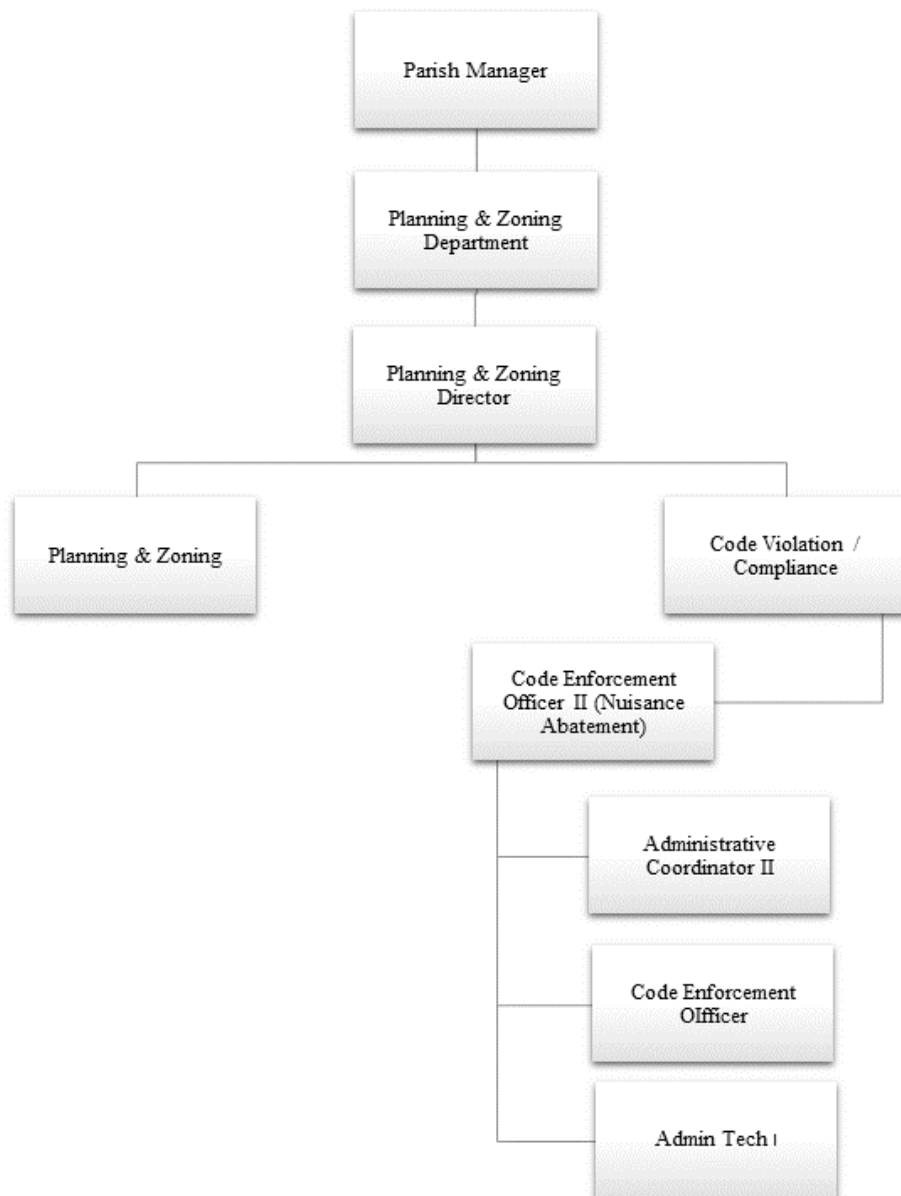 Parish Manager
Planning & Zoning
Department
Planning & Zoning
Director
Planning & Zoning
Code Violation /
Compliance
Code Enforcement
Officer II (Nuisance
Abatement)
Administrative
Coordinator II
Code Enforcement
OIfficer
Admin Tech I